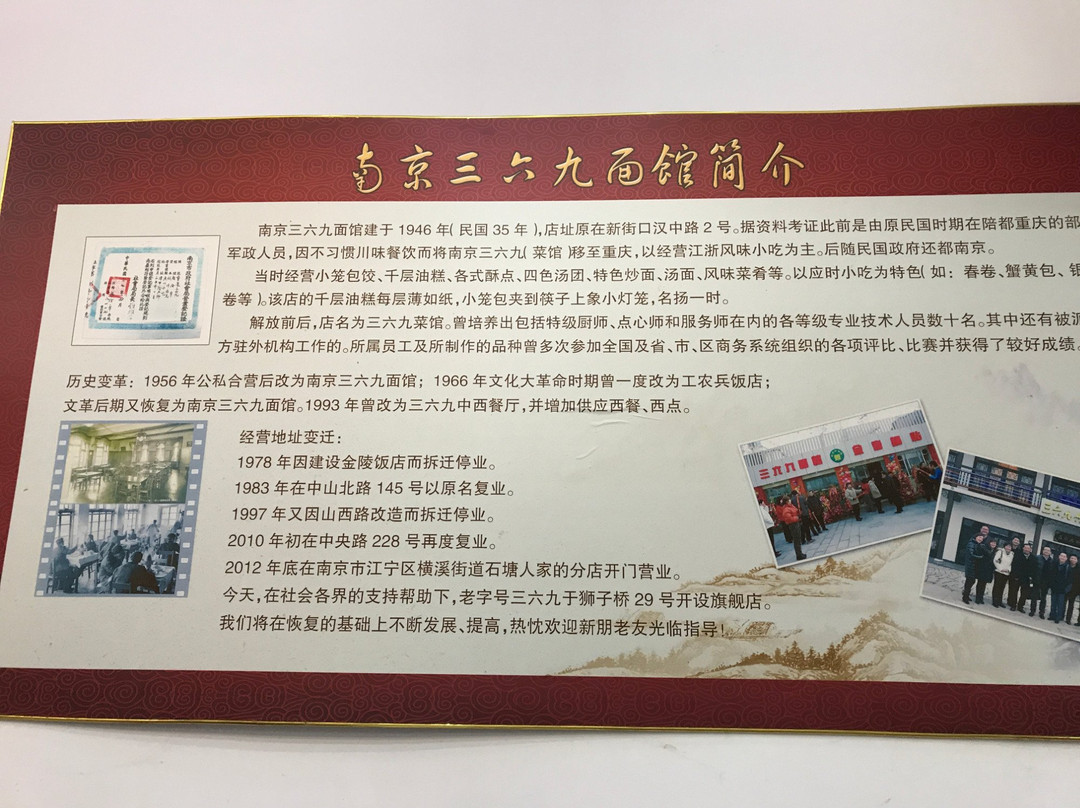 南京三六九面馆简介
南京三六九面馆建于 1946 年( 民国 35 年 ),店址原在新街口汉中路 2 号。据资料考证此前是由原民国时期在陪都重庆的部
军政人员,因不习惯川味餐饮而将南京三六九( 菜馆 )移至重庆,以经营江浙风味小吃为主。后随民国政府还都南京。
当时经营小笼包饺、千层油糕、各式酥点、四色汤团、特色炒面、汤面、风味菜肴等。以应时小吃为特色( 如: 春卷、蟹黄包、银
卷等 )。该店的千层油糕每层薄如纸,小笼包夹到筷子上象小灯笼,名扬一时。
解放前后,店名为三六九菜馆。曾培养出包括特级厨师、点心师和服务师在内的各等级专业技术人员数十名。其中还有被派
方驻外机构工作的。所属员工及所制作的品种曾多次参加全国及省、市、区商务系统组织的各项评比、比赛并获得了较好成绩。
历史变革: 1956 年公私合营后改为南京三六九面馆; 1966 年文化大革命时期曾一度改为工农兵饭店;
文革后期又恢复为南京三六九面馆。1993 年曾改为三六九中西餐厅,并增加供应西餐、西点。
经营地址变迁:
1978 年因建设金陵饭店而拆迁停业。
1983 年在中山北路 145 号以原名复业。
1997 年又因山西路改造而拆迁停业。
2010 年初在中央路 228 号再度复业。
2012 年底在南京市江宁区横溪街道石塘人家的分店开门营业。
今天,在社会各界的支持帮助下,老字号三六九于狮子桥 29 号开设旗舰店。
我们将在恢复的基础上不断发展、提高,热忱欢迎新朋老友光临指导!
三六九
三六九